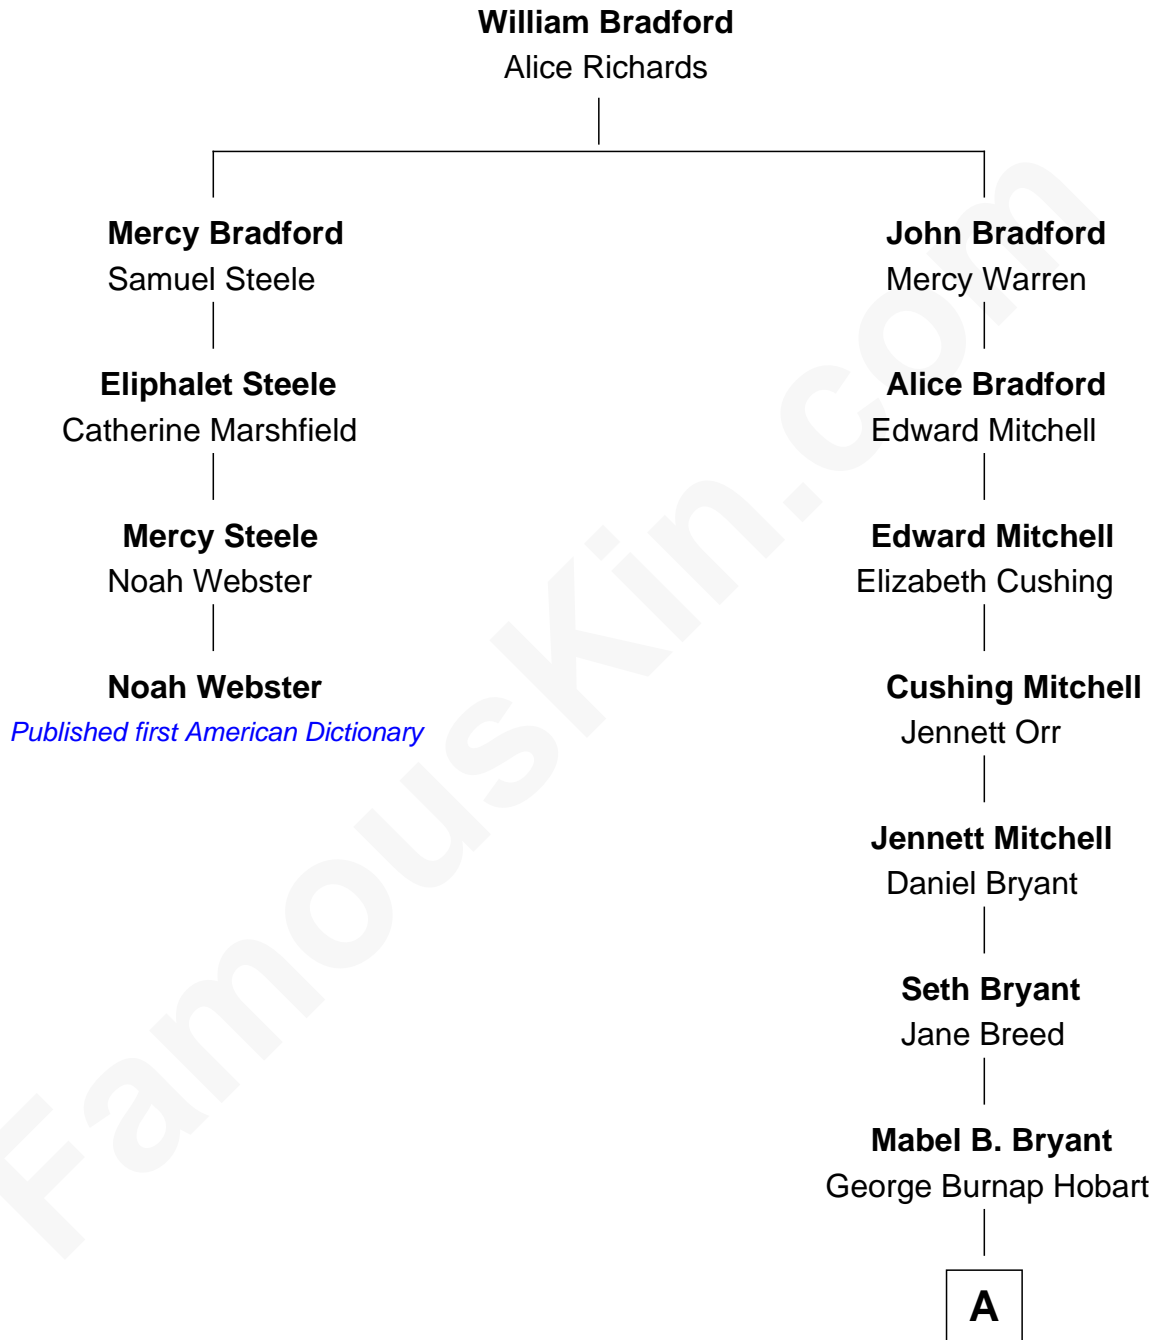 William Bradford
Alice Richards
Mercy Bradford
Samuel Steele
John Bradford
Mercy Warren
Eliphalet Steele
Catherine Marshfield
Alice Bradford
Edward Mitchell
Mercy Steele
Noah Webster
Edward Mitchell
Elizabeth Cushing
Noah Webster
Published first American Dictionary
Cushing Mitchell
Jennett Orr
Jennett Mitchell
Daniel Bryant
Seth Bryant
Jane Breed
Mabel B. Bryant
George Burnap Hobart
A
FamousKin.com